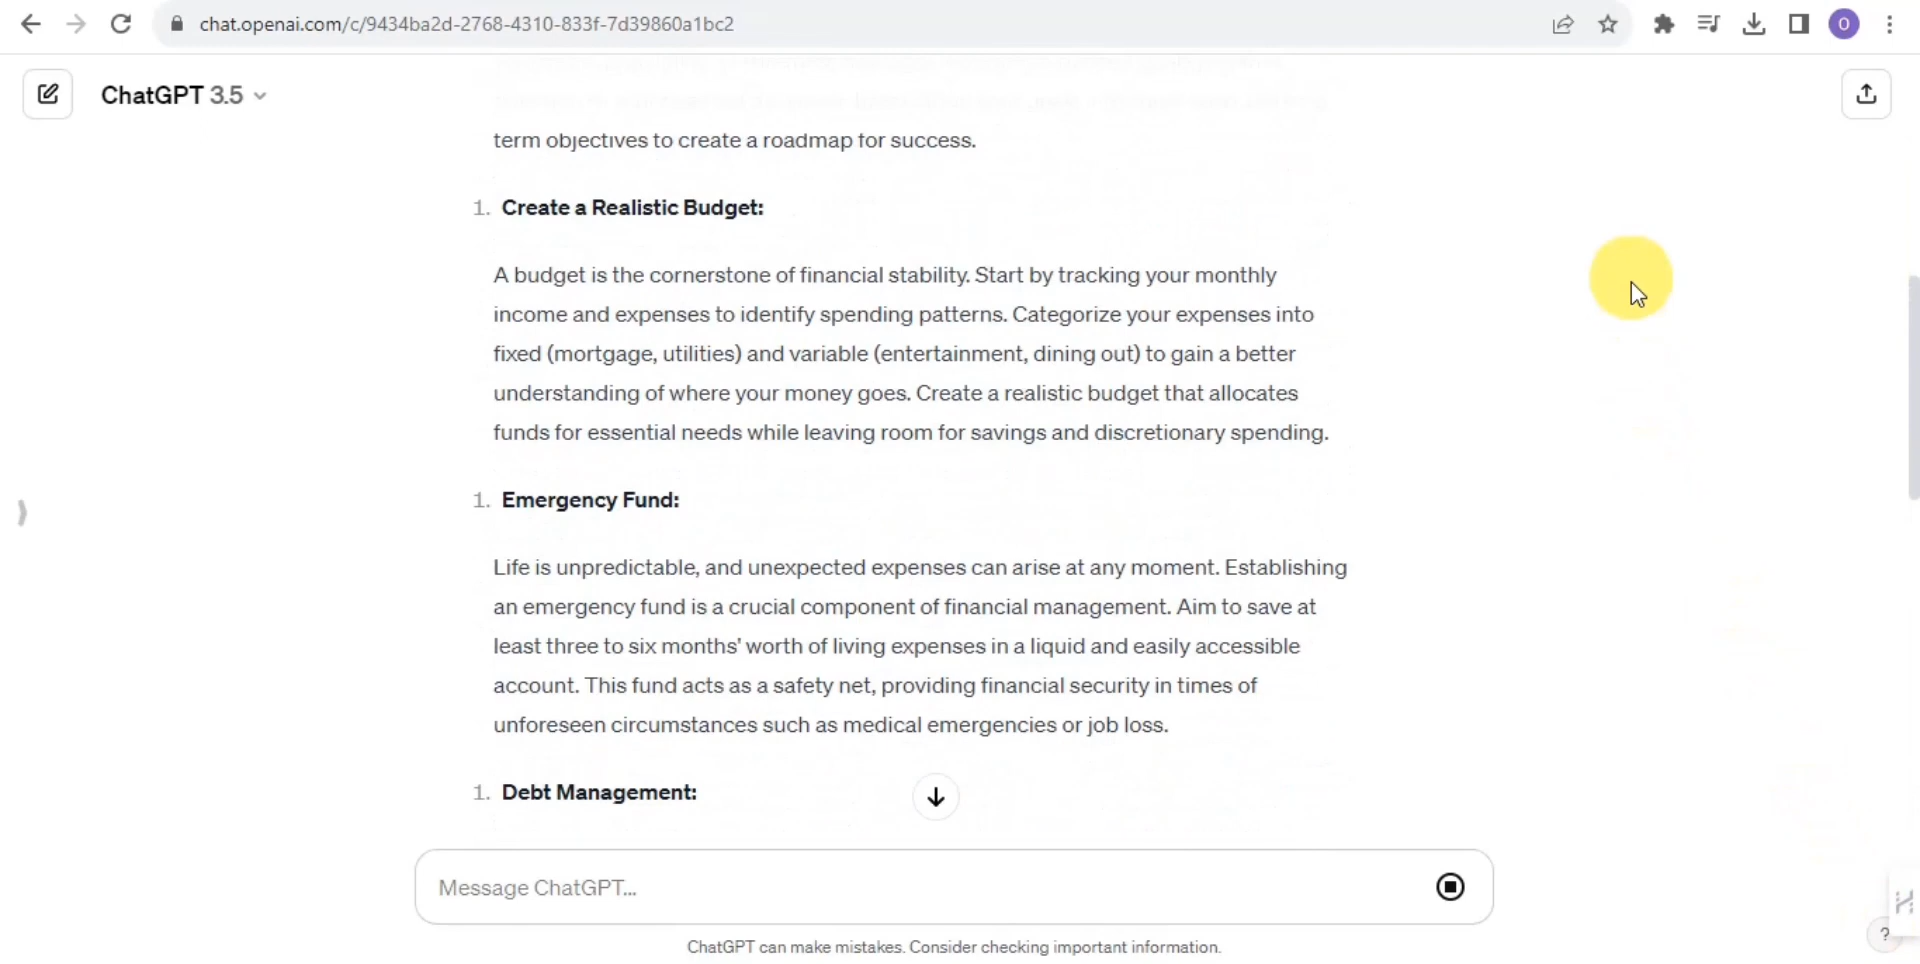 chat.openai.com/c/9434ba2d-2768-4310-833f-7d39860a1bc2
O
ChatGPT 3.5
term objectives to create a roadmap for success.
1. Create a Realistic Budget:
A budget is the cornerstone of financial stability. Start by tracking your monthly
income and expenses to identify spending patterns. Categorize your expenses into
fixed (mortgage, utilities) and variable (entertainment, dining out) to gain a better
understanding of where your money goes. Create a realistic budget that allocates
funds for essential needs while leaving room for savings and discretionary spending.
1. Emergency Fund:
Life is unpredictable, and unexpected expenses can arise at any moment. Establishing
an emergency fund is a crucial component of financial management. Aim to save at
least three to six months' worth of living expenses in a liquid and easily accessible
account. This fund acts as a safety net, providing financial security in times of
unforeseen circumstances such as medical emergencies or job loss.
1. Debt Management:
Message ChatGPT...
ChatGPT can make mistakes. Consider checking important information.
?